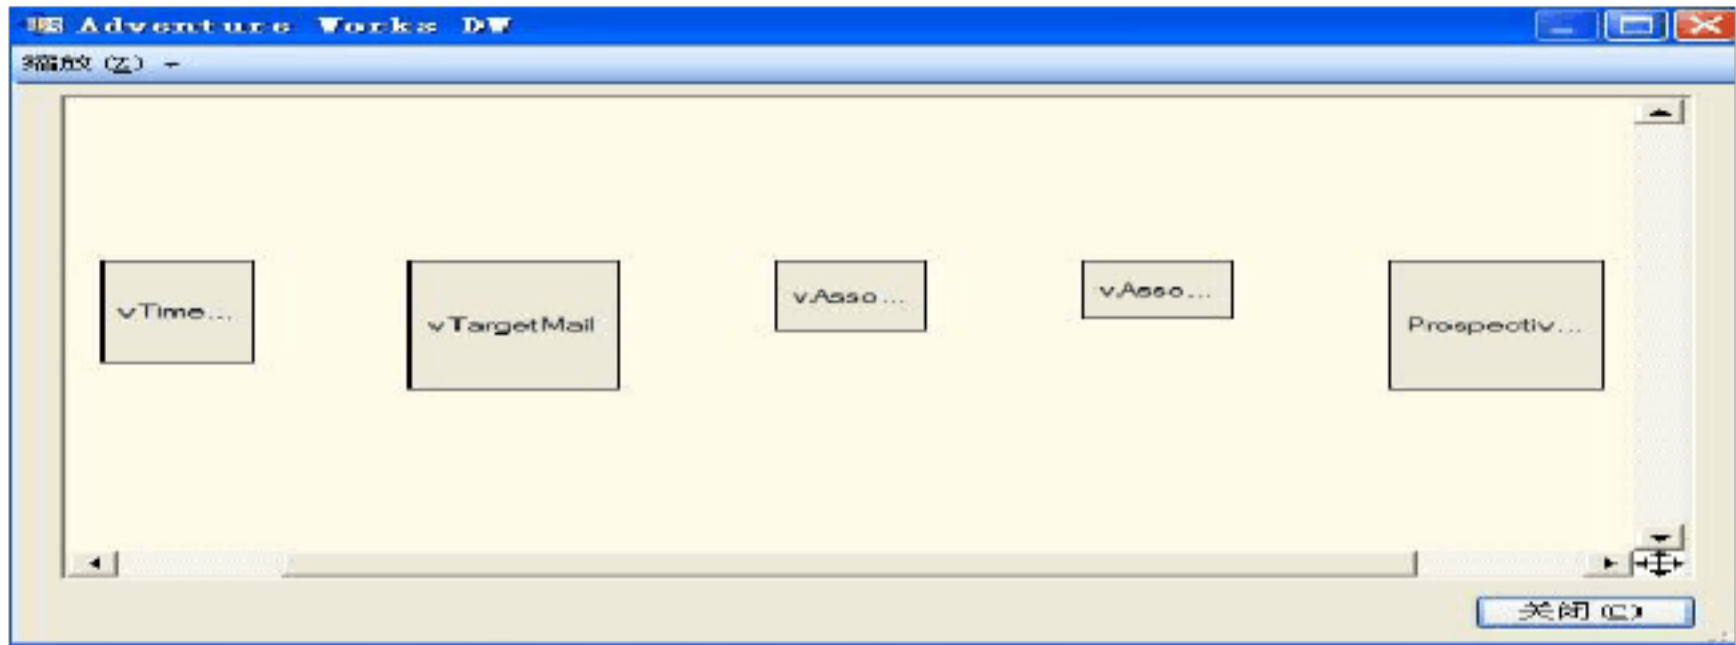 Adventure Works DW
缩放(Z)
vTime...
vTargetMail
vAsso...
vAsso...
Prospectiv...
关闭(C)